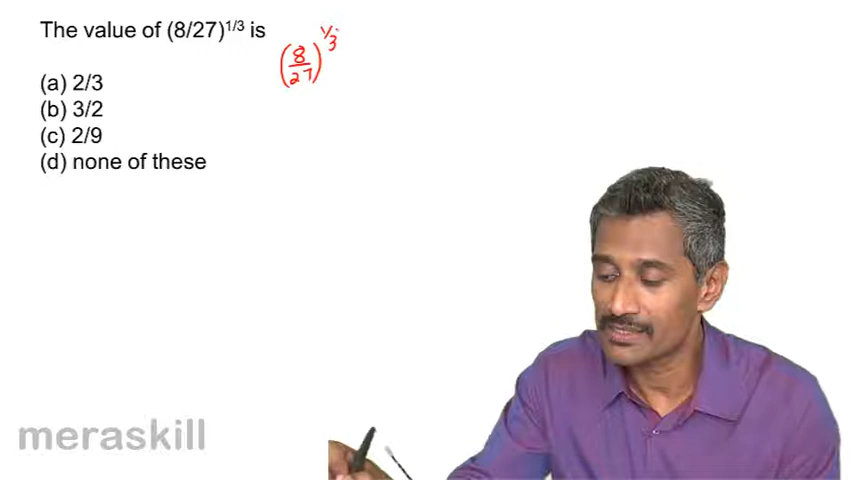 The value of (8/27)^1/3 is
(8/27)^1/3
(a) 2/3
(b) 3/2
(c) 2/9
(d) none of these
meraskill